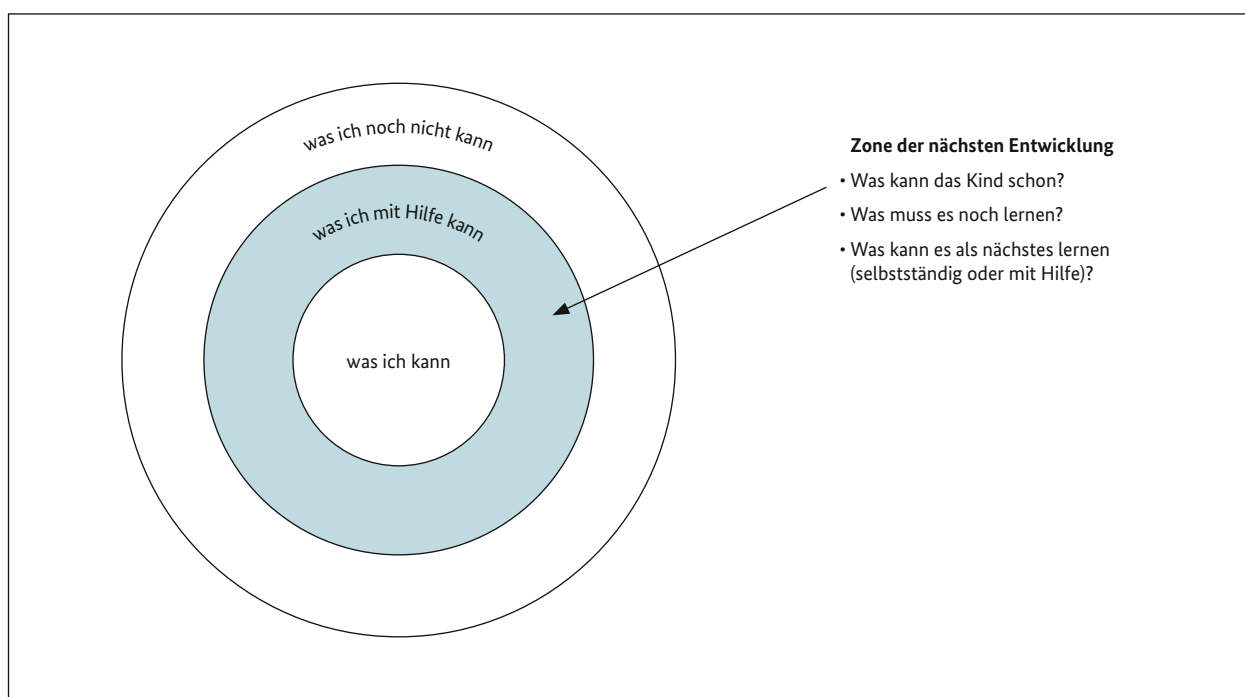 was ich noch nicht kann
was ich mit Hilfe kann
was ich kann
Zone der nächsten Entwicklung
• Was kann das Kind schon?
• Was muss es noch lernen?
• Was kann es als nächstes lernen
(selbstständig oder mit Hilfe)?